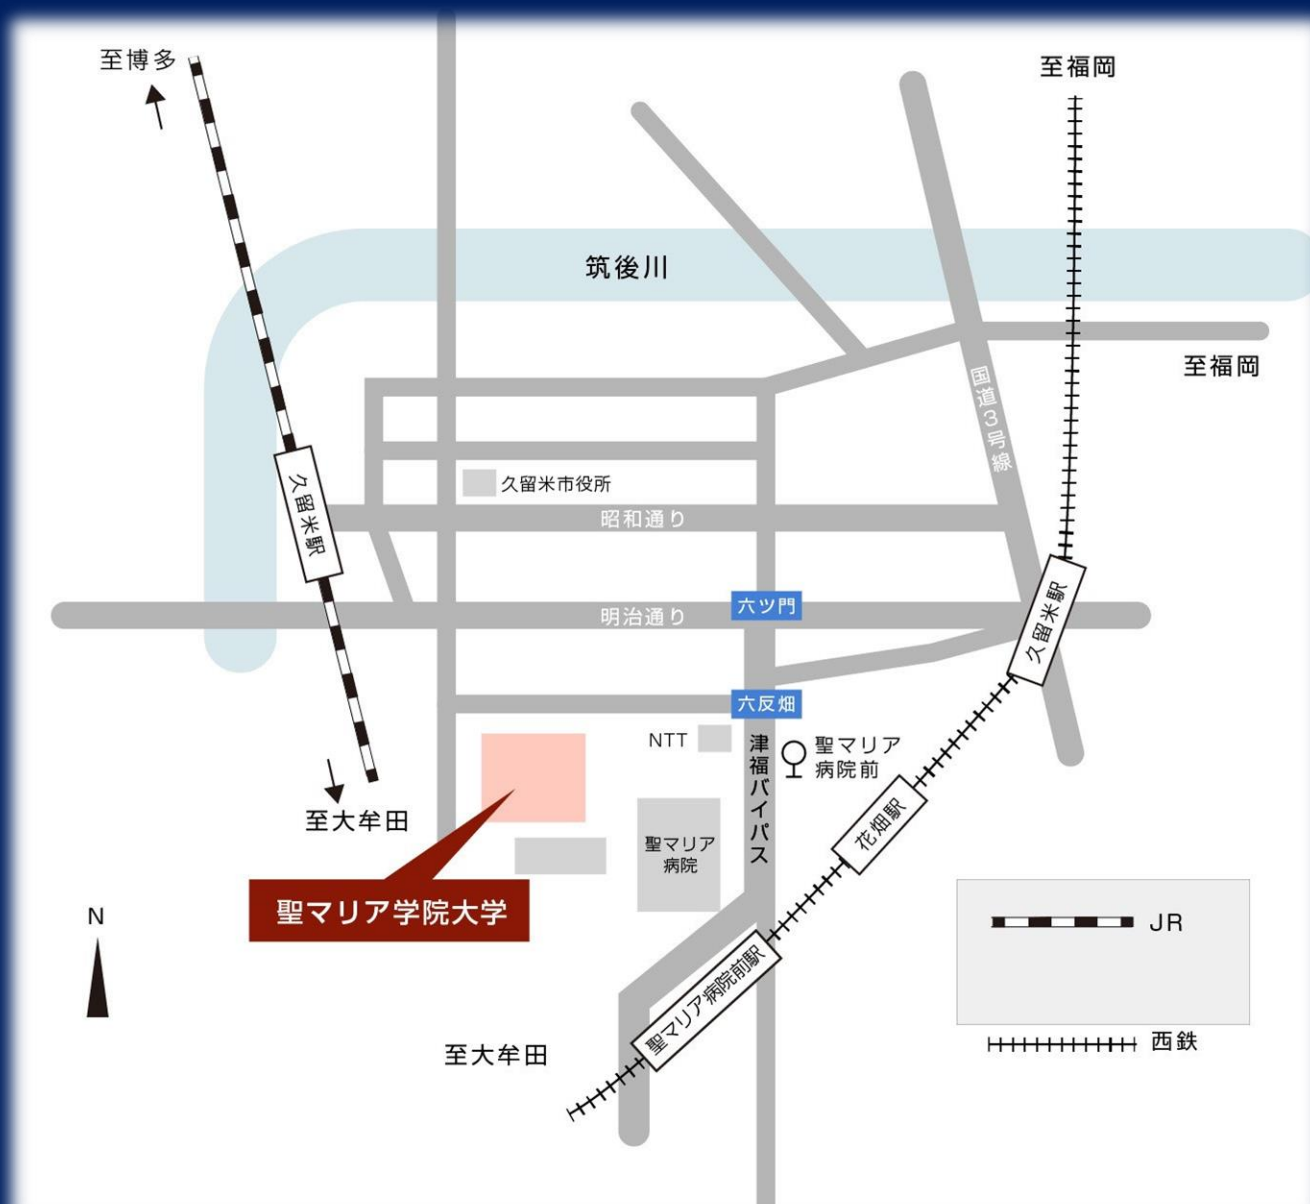 至博多
至福岡
筑後川
至福岡
国道3号線
久留米市役所
久留米駅
昭和通り
六ツ門
明治通り
久留米駅
六反畑
NTT
津福バイパス
聖マリア
病院前
至大牟田
花畑駅
聖マリア
病院
聖マリア学院大学
N
JR
聖マリア病院前駅
至大牟田
西鉄